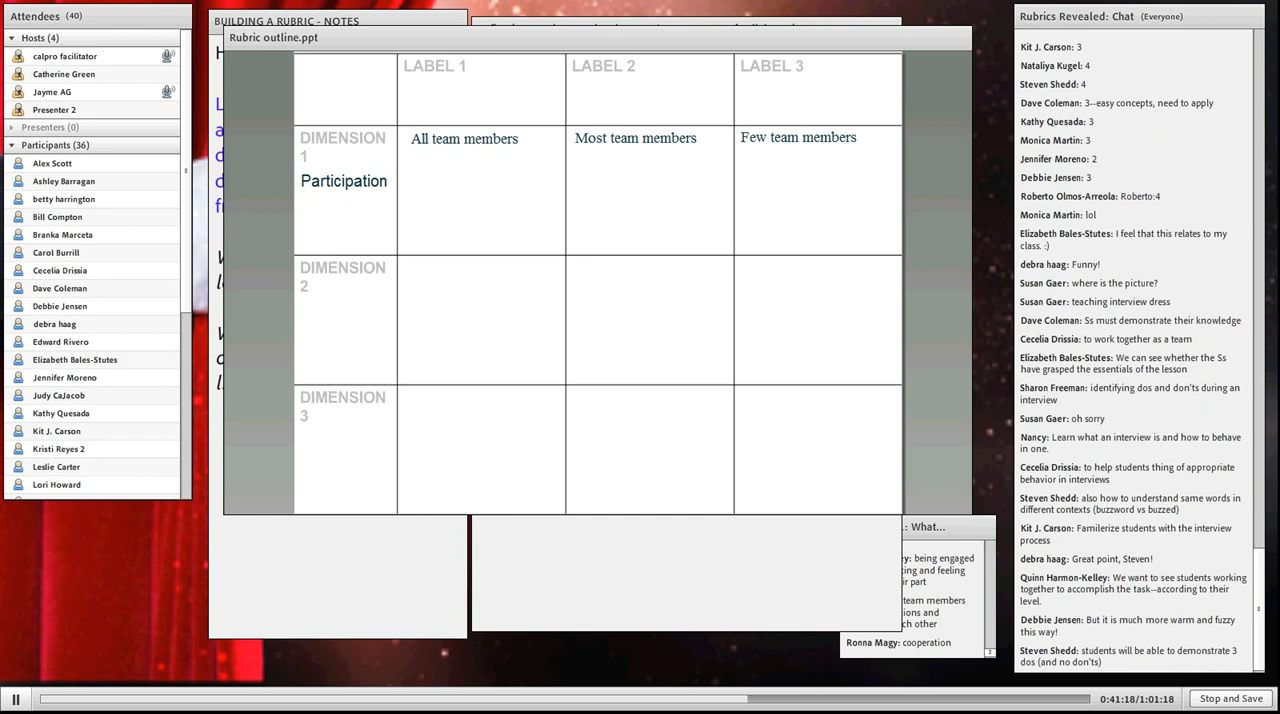 Attendees (40)
Hosts (4)
calpro facilitator
Catherine Green
Jayme AG
Presenter 2
Presenters (0)
Participants (36)
Alex Scott
Ashley Barragan
betty harrington
Bill Compton
Branka Marceta
Carol Burrill
Cecelia Drissia
Dave Coleman
Debbie Jensen
debra haag
Edward Rivero
Elizabeth Bales-Stutes
Jennifer Moreno
Judy CaJacob
Kathy Quesada
Kit J. Carson
Kristi Reyes 2
Leslie Carter
Lori Howard
BUILDING A RUBRIC - NOTES
Rubric outline.ppt
LABEL 1
LABEL 2
LABEL 3
DIMENSION
1
Participation
All team members
Most team members
Few team members
DIMENSION
2
DIMENSION
3
: What...
: being engaged
and feeling
part
team members
and
other
Ronna Magy: cooperation
Rubrics Revealed: Chat (Everyone)
Kit J. Carson: 3
Nataliya Kugel: 4
Steven Shedd: 4
Dave Coleman: 3--easy concepts, need to apply
Kathy Quesada: 3
Monica Martin: 3
Jennifer Moreno: 2
Debbie Jensen: 3
Roberto Olmos-Arreola: Roberto:4
Monica Martin: lol
Elizabeth Bales-Stutes: I feel that this relates to my
class. :)
debra haag: Funny!
Susan Gaer: where is the picture?
Susan Gaer: teaching interview dress
Dave Coleman: Ss must demonstrate their knowledge
Cecelia Drissia: to work together as a team
Elizabeth Bales-Stutes: We can see whether the Ss
have grasped the essentials of the lesson
Sharon Freeman: identifying dos and don'ts during an
interview
Susan Gaer: oh sorry
Nancy: Learn what an interview is and how to behave
in one.
Cecelia Drissia: to help students thing of appropriate
behavior in interviews
Steven Shedd: also how to understand same words in
different contexts (buzzword vs buzzed)
Kit J. Carson: Familerize students with the interview
process
debra haag: Great point, Steven!
Quinn Harmon-Kelley: We want to see students working
together to accomplish the task--according to their
level.
Debbie Jensen: But it is much more warm and fuzzy
this way!
Steven Shedd: students will be able to demonstrate 3
dos (and no don'ts)
0:41:18/1:01:18
Stop and Save